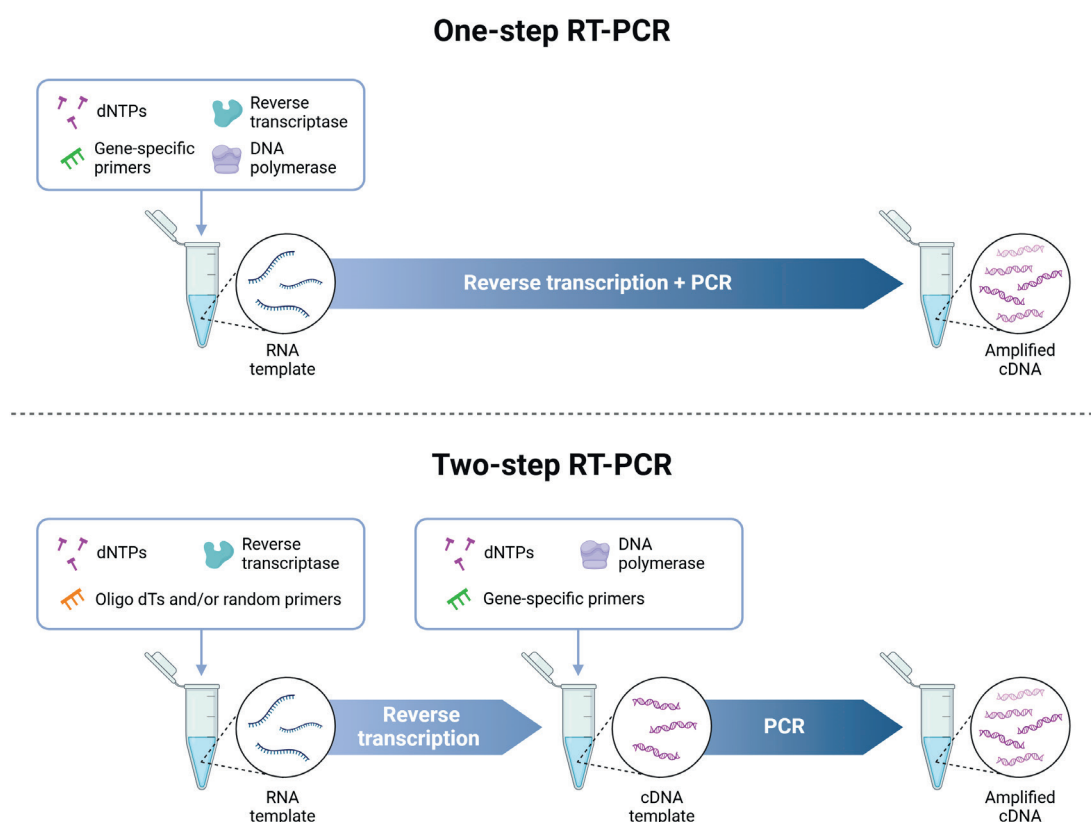 One-step RT-PCR
dNTPs
Reverse
transcriptase
Gene-specific
primers
DNA
polymerase
Reverse transcription + PCR
RNA
template
Amplified
cDNA
Two-step RT-PCR
dNTPs
Reverse
transcriptase
Oligo dTs and/or random primers
dNTPs
DNA
polymerase
Gene-specific primers
Reverse
transcription
PCR
RNA
template
cDNA
template
Amplified
cDNA